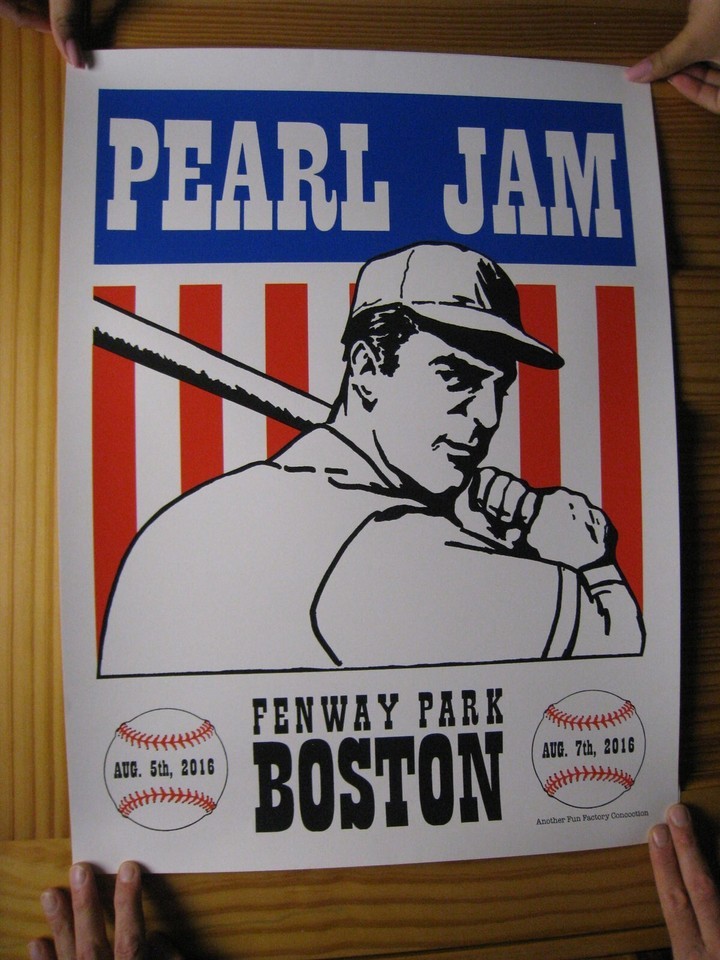 PEARL JAM
FENWAY PARK
BOSTON
AUG. 5th, 2016
AUG. 7th, 2016
Another Fun Factory Concoction